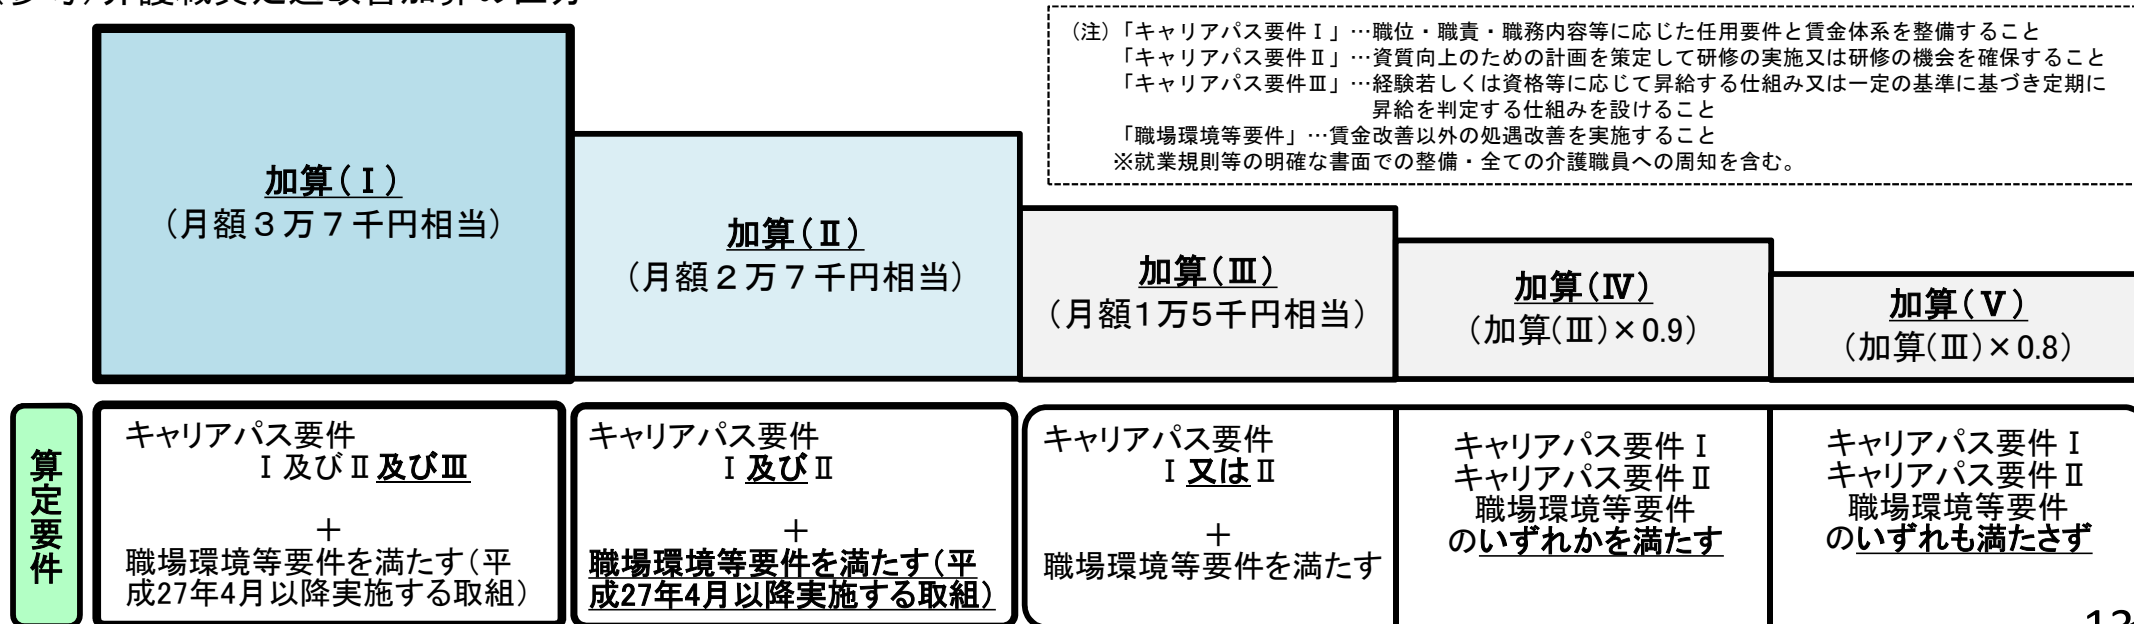 (参考)介護職員処遇改善加算の区分
(注)「キャリアパス要件Ⅰ」…職位・職責・職務内容等に応じた任用要件と賃金体系を整備すること
「キャリアパス要件Ⅱ」…資質向上のための計画を策定して研修の実施又は研修の機会を確保すること
「キャリアパス要件Ⅲ」…経験若しくは資格等に応じて昇給する仕組み又は一定の基準に基づき定期に
昇給を判定する仕組みを設けること
「職場環境等要件」…賃金改善以外の処遇改善を実施すること
※就業規則等の明確な書面での整備・全ての介護職員への周知を含む。
加算(Ⅰ)
(月額3万7千円相当)
加算(Ⅱ)
(月額2万7千円相当)
加算(Ⅲ)
(月額1万5千円相当)
加算(Ⅳ)
(加算(Ⅲ)×0.9)
加算(Ⅴ)
(加算(Ⅲ)×0.8)
算定要件
キャリアパス要件
Ⅰ及びⅡ及びⅢ
+
職場環境等要件を満たす(平
成27年4月以降実施する取組)
キャリアパス要件
Ⅰ及びⅡ
+
職場環境等要件を満たす(平
成27年4月以降実施する取組)
キャリアパス要件
Ⅰ又はⅡ
+
職場環境等要件を満たす
キャリアパス要件Ⅰ
キャリアパス要件Ⅱ
職場環境等要件
のいずれかを満たす
キャリアパス要件Ⅰ
キャリアパス要件Ⅱ
職場環境等要件
のいずれも満たさず